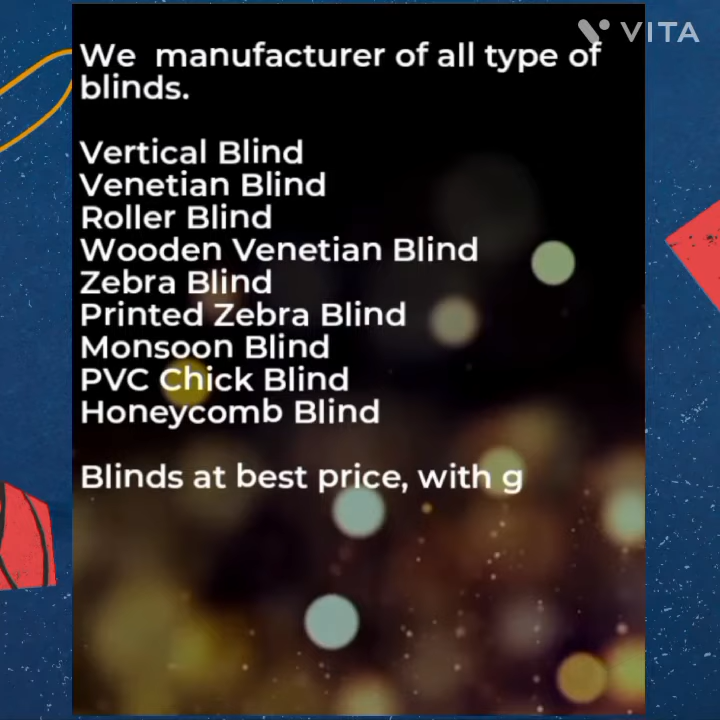 VITA
We  manufacturer of all type of
blinds.
Vertical Blind
Venetian Blind
Roller Blind
Wooden Venetian Blind
Zebra Blind
Printed Zebra Blind
Monsoon Blind
PVC Chick Blind
Honeycomb Blind
Blinds at best price, with g